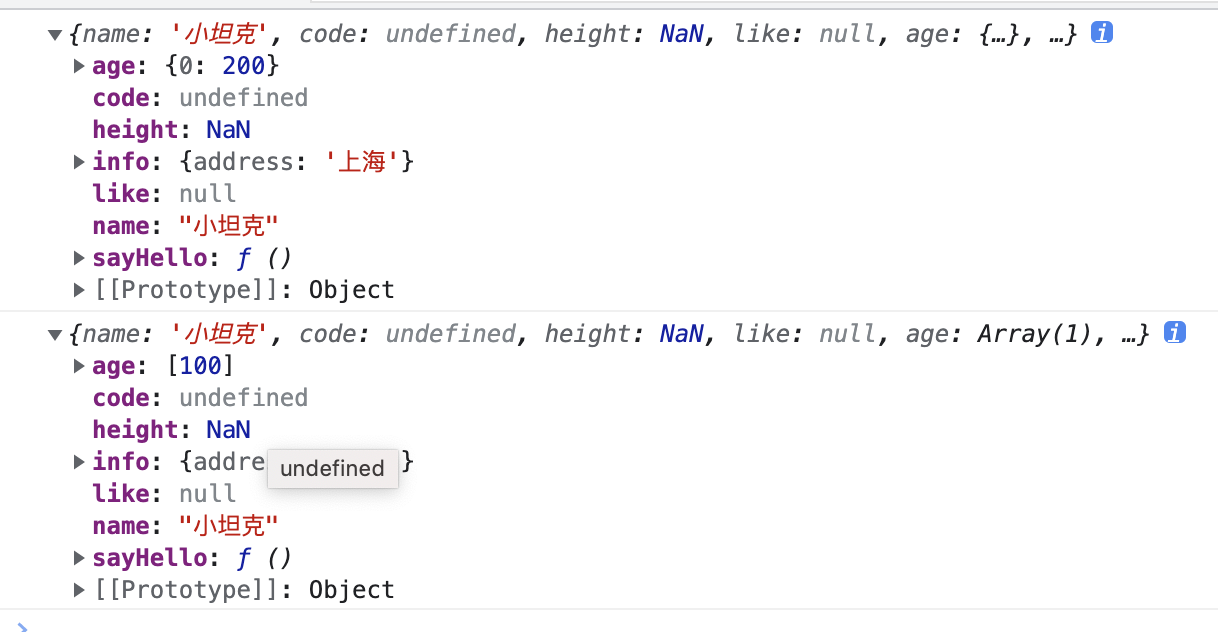 ▼{name: '小坦克', code: undefined, height: NaN, like: null, age: {…}, …} i
▶age: {0: 200}
code: undefined
height: NaN
▶info: {address: '上海'}
like: null
name: "小坦克"
▶sayHello: ƒ ()
▶[[Prototype]]: Object
▼{name: '小坦克', code: undefined, height: NaN, like: null, age: Array(1), …} i
▶age: [100]
code: undefined
height: NaN
▶info: {addre }
undefined
like: null
name: "小坦克"
▶sayHello: ƒ ()
▶[[Prototype]]: Object
>